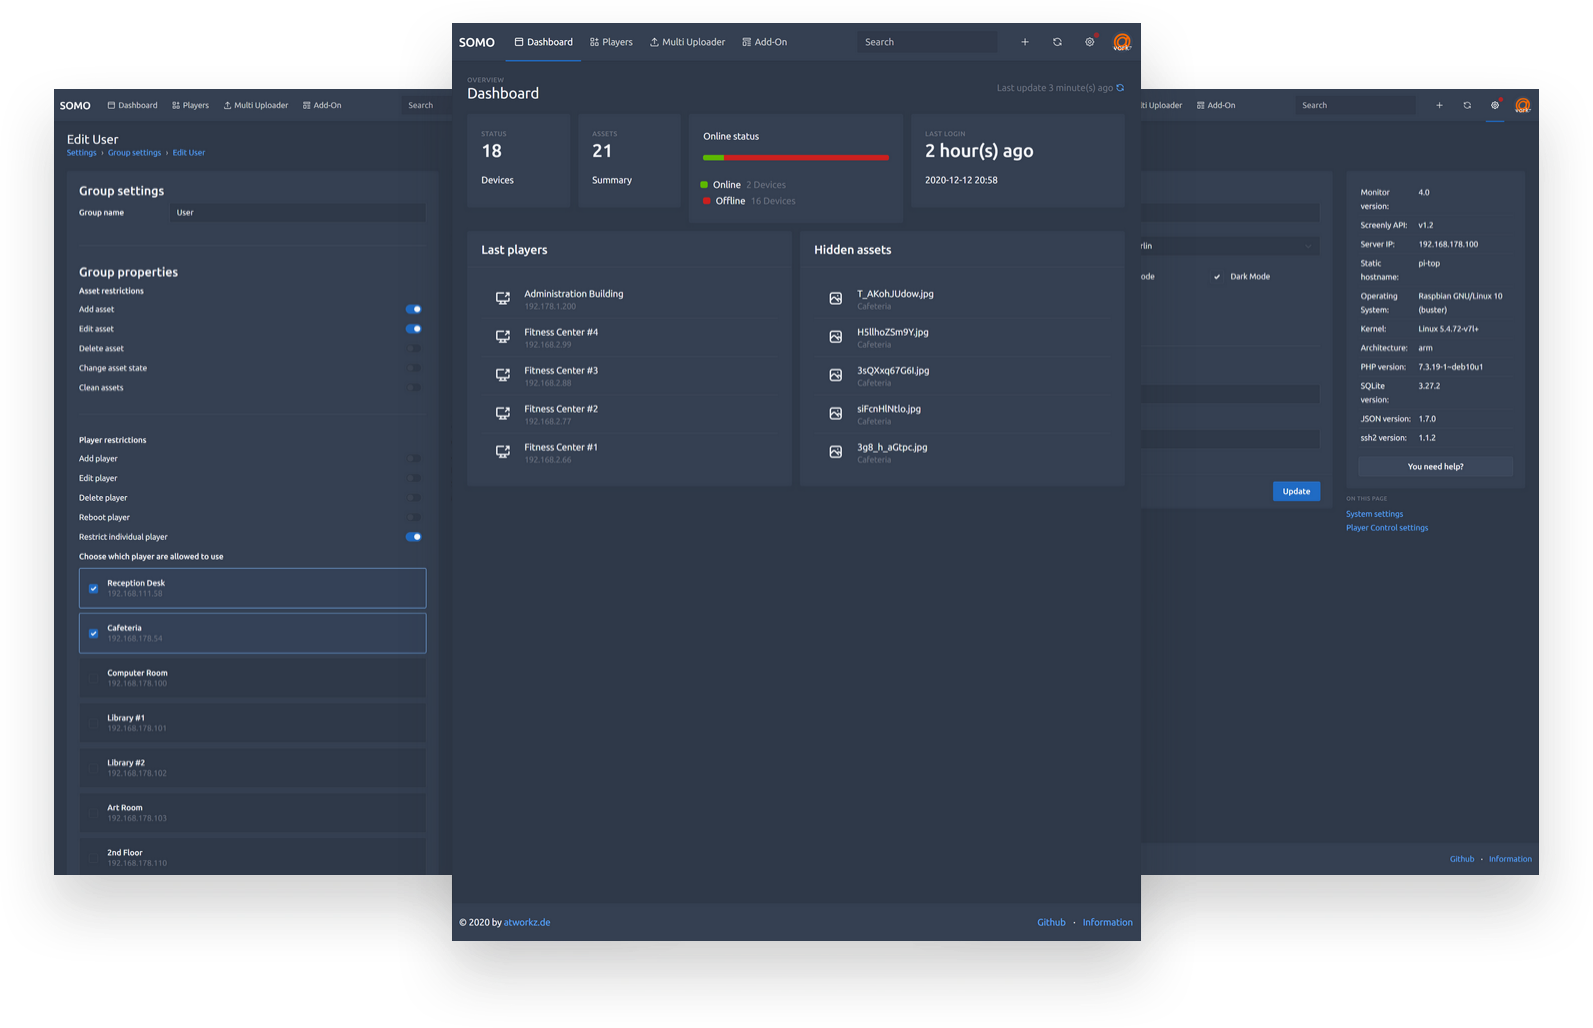 SOMO Dashboard Players Multi Uploader Add-On Search
Edit User
Settings › Group settings › Edit User
Group settings
Group name User
Group properties
Asset restrictions
Add asset
Edit asset
Delete asset
Change asset state
Clean assets
Player restrictions
Add player
Edit player
Delete player
Reboot player
Restrict individual player
Choose which player are allowed to use
Reception Desk
192.168.111.58
Cafeteria
192.168.178.54
Computer Room
192.168.178.100
Library #1
192.168.178.101
Library #2
192.168.178.102
Art Room
192.168.178.103
2nd Floor
192.168.178.110
SOMO Dashboard Players Multi Uploader Add-On Search
OVERVIEW
Dashboard
Last update 3 minute(s) ago
STATUS
18
Devices
ASSETS
21
Summary
Online status
Online 2 Devices
Offline 16 Devices
LAST LOGIN
2 hour(s) ago
2020-12-12 20:58
Last players
Administration Building
192.178.1.200
Fitness Center #4
192.168.2.99
Fitness Center #3
192.168.2.88
Fitness Center #2
192.168.2.77
Fitness Center #1
192.168.2.66
Hidden assets
T_AKohJUdow.jpg
Cafeteria
H5llhoZSm9Y.jpg
Cafeteria
3sQXxq67G6I.jpg
Cafeteria
siFcnHlNtlo.jpg
Cafeteria
3g8_h_aGtpc.jpg
Cafeteria
© 2020 by atworkz.de
Github · Information
ti Uploader Add-On Search
rlin
ode Dark Mode
Update
Monitor version: 4.0
Screenly API: v1.2
Server IP: 192.168.178.100
Static hostname: pi-top
Operating System: Raspbian GNU/Linux 10 (buster)
Kernel: Linux 5.4.72-v7l+
Architecture: arm
PHP version: 7.3.19-1~deb10u1
SQLite version: 3.27.2
JSON version: 1.7.0
ssh2 version: 1.1.2
You need help?
ON THIS PAGE
System settings
Player Control settings
Github · Information